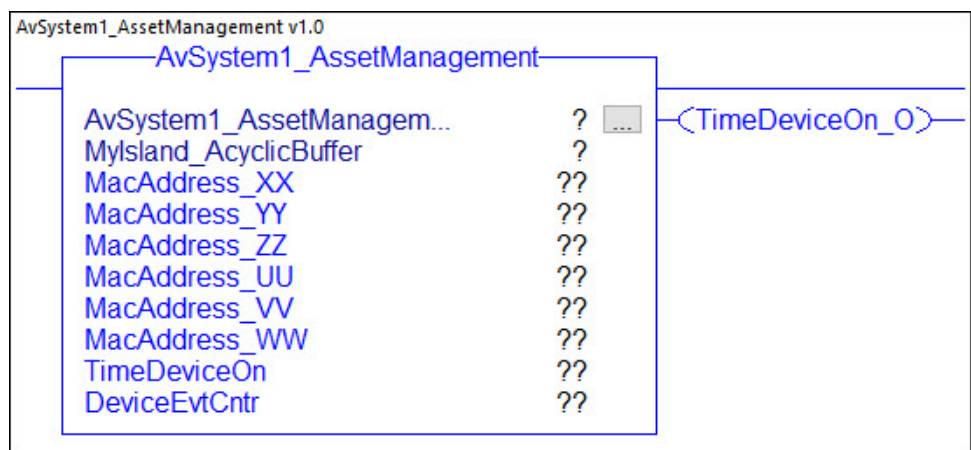 AvSystem1_AssetManagement v1.0
AvSystem1_AssetManagement
AvSystem1_AssetManagem... ? ... TimeDeviceOn_O
MyIsland_AcyclicBuffer ?
MacAddress_XX ??
MacAddress_YY ??
MacAddress_ZZ ??
MacAddress_UU ??
MacAddress_VV ??
MacAddress_WW ??
TimeDeviceOn ??
DeviceEvtCntr ??